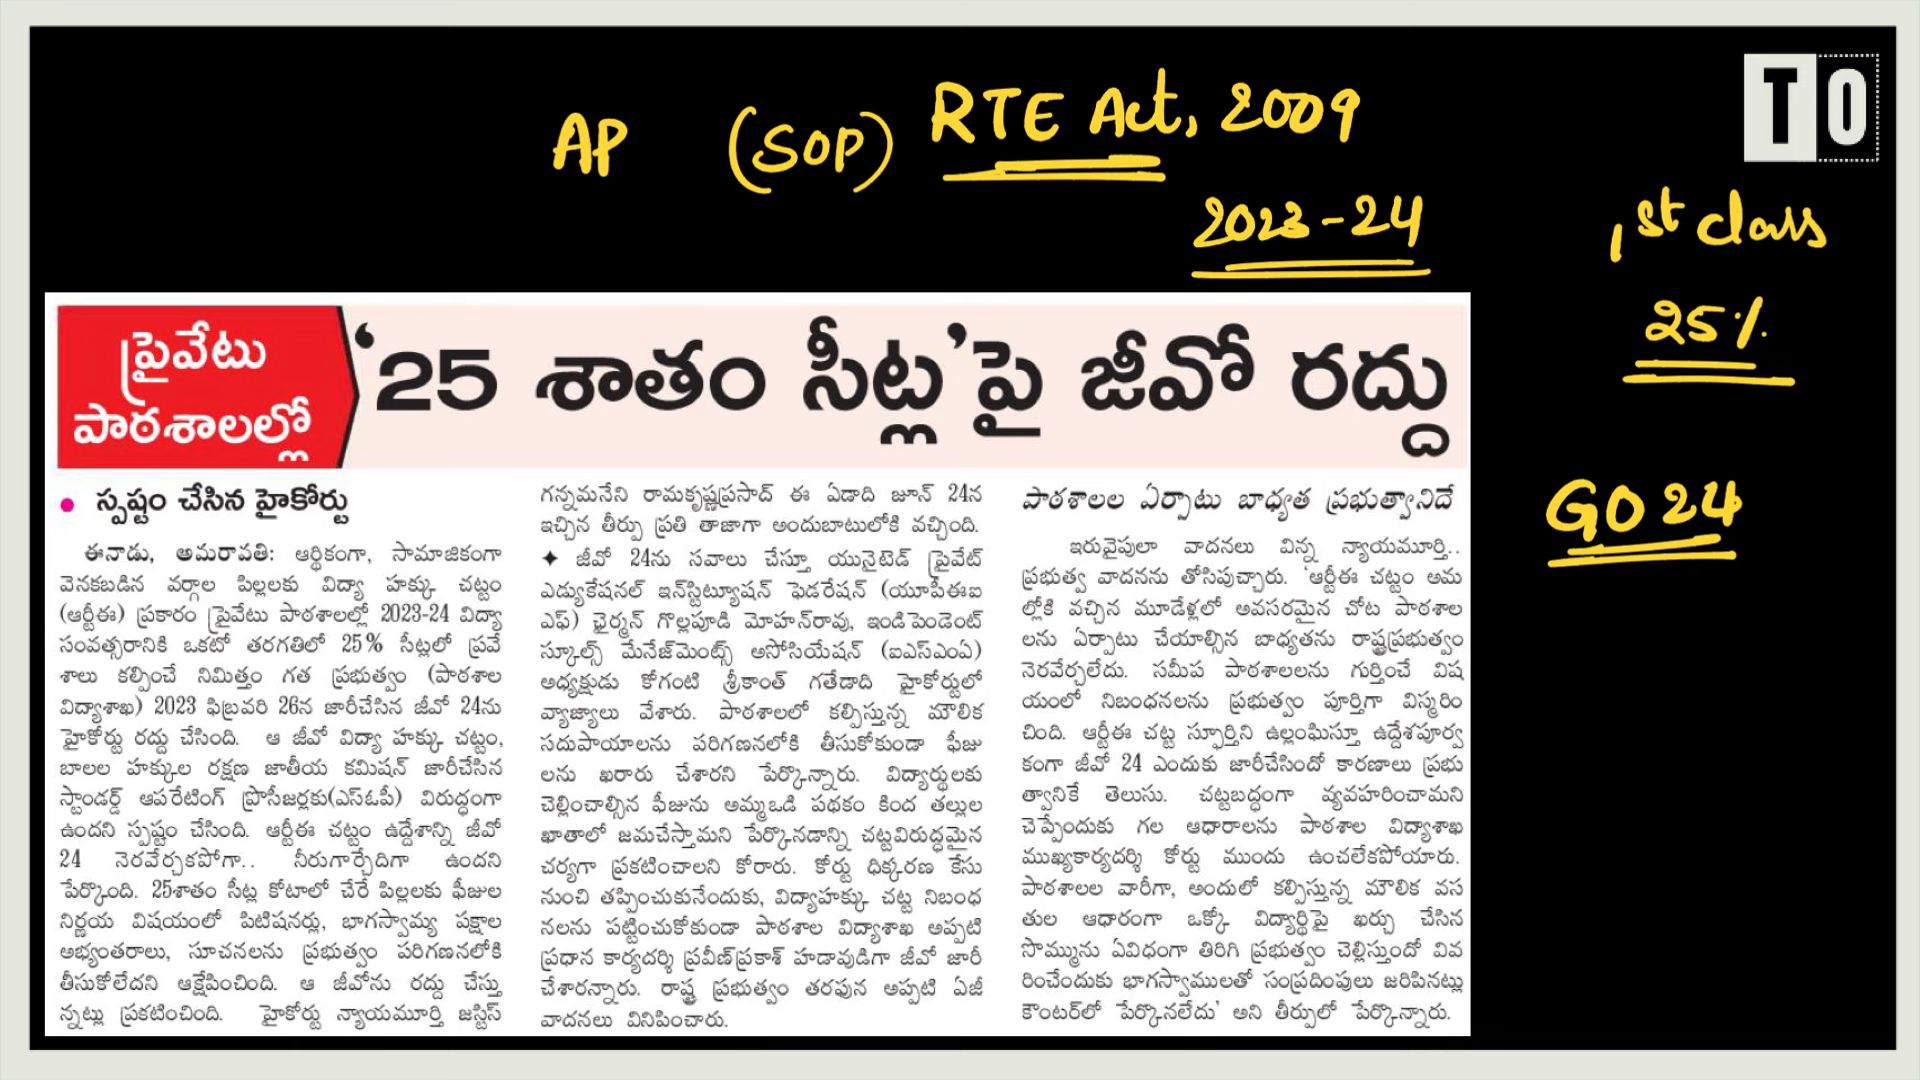 TO
AP (SOP) RTE Act, 2009
2023-24
1st class
25%
GO 24
ప్రైవేటు
పాఠశాలల్లో
‘25 శాతం సీట్ల’పై జీవో రద్దు
• స్పష్టం చేసిన హైకోర్టు
ఈనాడు, అమరావతి: ఆర్థికంగా, సామాజికంగా
వెనకబడిన వర్గాల పిల్లలకు విద్యా హక్కు చట్టం
(ఆర్టీఈ) ప్రకారం ప్రైవేటు పాఠశాలల్లో 2023-24 విద్యా
సంవత్సరానికి ఒకటో తరగతిలో 25% సీట్లలో ప్రవే
శాలు కల్పించే నిమిత్తం గత ప్రభుత్వం (పాఠశాల
విద్యాశాఖ) 2023 ఫిబ్రవరి 26న జారీచేసిన జీవో 24ను
హైకోర్టు రద్దు చేసింది. ఆ జీవో విద్యా హక్కు చట్టం,
బాలల హక్కుల రక్షణ జాతీయ కమిషన్ జారీచేసిన
స్టాండర్డ్ ఆపరేటింగ్ ప్రొసీజర్లకు(ఎస్ఓపీ) విరుద్ధంగా
ఉందని స్పష్టం చేసింది. ఆర్టీఈ చట్టం ఉద్దేశాన్ని జీవో
24 నెరవేర్చకపోగా.. నీరుగార్చేదిగా ఉందని
పేర్కొంది. 25శాతం సీట్ల కోటాలో చేరే పిల్లలకు ఫీజుల
నిర్ణయ విషయంలో పిటిషనర్లు, భాగస్వామ్య పక్షాల
అభ్యంతరాలు, సూచనలను ప్రభుత్వం పరిగణనలోకి
తీసుకోలేదని ఆక్షేపించింది. ఆ జీవోను రద్దు చేస్తు
న్నట్లు ప్రకటించింది. హైకోర్టు న్యాయమూర్తి జస్టిస్
గన్నమనేని రామకృష్ణప్రసాద్ ఈ ఏడాది జూన్ 24న
ఇచ్చిన తీర్పు ప్రతి తాజాగా అందుబాటులోకి వచ్చింది.
✦ జీవో 24ను సవాలు చేస్తూ యునైటెడ్ ప్రైవేట్
ఎడ్యుకేషనల్ ఇన్‌స్టిట్యూషన్ ఫెడరేషన్ (యూపీఈఐ
ఎఫ్) ఛైర్మన్ గొల్లపూడి మోహన్‌రావు, ఇండిపెండెంట్
స్కూల్స్ మేనేజ్‌మెంట్స్ అసోసియేషన్ (ఐఎస్ఎంఏ)
అధ్యక్షుడు కోగంటి శ్రీకాంత్ గతేడాది హైకోర్టులో
వ్యాజ్యాలు వేశారు. పాఠశాలలో కల్పిస్తున్న మౌలిక
సదుపాయాలను పరిగణనలోకి తీసుకోకుండా ఫీజు
లను ఖరారు చేశారని పేర్కొన్నారు. విద్యార్థులకు
చెల్లించాల్సిన ఫీజును అమ్మఒడి పథకం కింద తల్లుల
ఖాతాలో జమచేస్తామని పేర్కొనడాన్ని చట్టవిరుద్ధమైన
చర్యగా ప్రకటించాలని కోరారు. కోర్టు ధిక్కరణ కేసు
నుంచి తప్పించుకునేందుకు, విద్యాహక్కు చట్ట నిబంధ
నలను పట్టించుకోకుండా పాఠశాల విద్యాశాఖ అప్పటి
ప్రధాన కార్యదర్శి ప్రవీణ్‌ప్రకాశ్ హడావుడిగా జీవో జారీ
చేశారన్నారు. రాష్ట్ర ప్రభుత్వం తరఫున అప్పటి ఏజీ
వాదనలు వినిపించారు.
పాఠశాలల ఏర్పాటు బాధ్యత ప్రభుత్వానిదే
ఇరువైపులా వాదనలు విన్న న్యాయమూర్తి..
ప్రభుత్వ వాదనను తోసిపుచ్చారు. ‘ఆర్టీఈ చట్టం అమ
ల్లోకి వచ్చిన మూడేళ్లలో అవసరమైన చోట పాఠశాల
లను ఏర్పాటు చేయాల్సిన బాధ్యతను రాష్ట్రప్రభుత్వం
నెరవేర్చలేదు. సమీప పాఠశాలలను గుర్తించే విష
యంలో నిబంధనలను ప్రభుత్వం పూర్తిగా విస్మరిం
చింది. ఆర్టీఈ చట్ట స్ఫూర్తిని ఉల్లంఘిస్తూ ఉద్దేశపూర్వ
కంగా జీవో 24 ఎందుకు జారీచేసిందో కారణాలు ప్రభు
త్వానికే తెలుసు. చట్టబద్ధంగా వ్యవహరించామని
చెప్పేందుకు గల ఆధారాలను పాఠశాల విద్యాశాఖ
ముఖ్యకార్యదర్శి కోర్టు ముందు ఉంచలేకపోయారు.
పాఠశాలల వారీగా, అందులో కల్పిస్తున్న మౌలిక వస
తుల ఆధారంగా ఒక్కో విద్యార్థిపై ఖర్చు చేసిన
సొమ్మును ఏవిధంగా తిరిగి ప్రభుత్వం చెల్లిస్తుందో వివ
రించేందుకు భాగస్వాములతో సంప్రదింపులు జరిపినట్లు
కౌంటర్‌లో పేర్కొనలేదు’ అని తీర్పులో పేర్కొన్నారు.